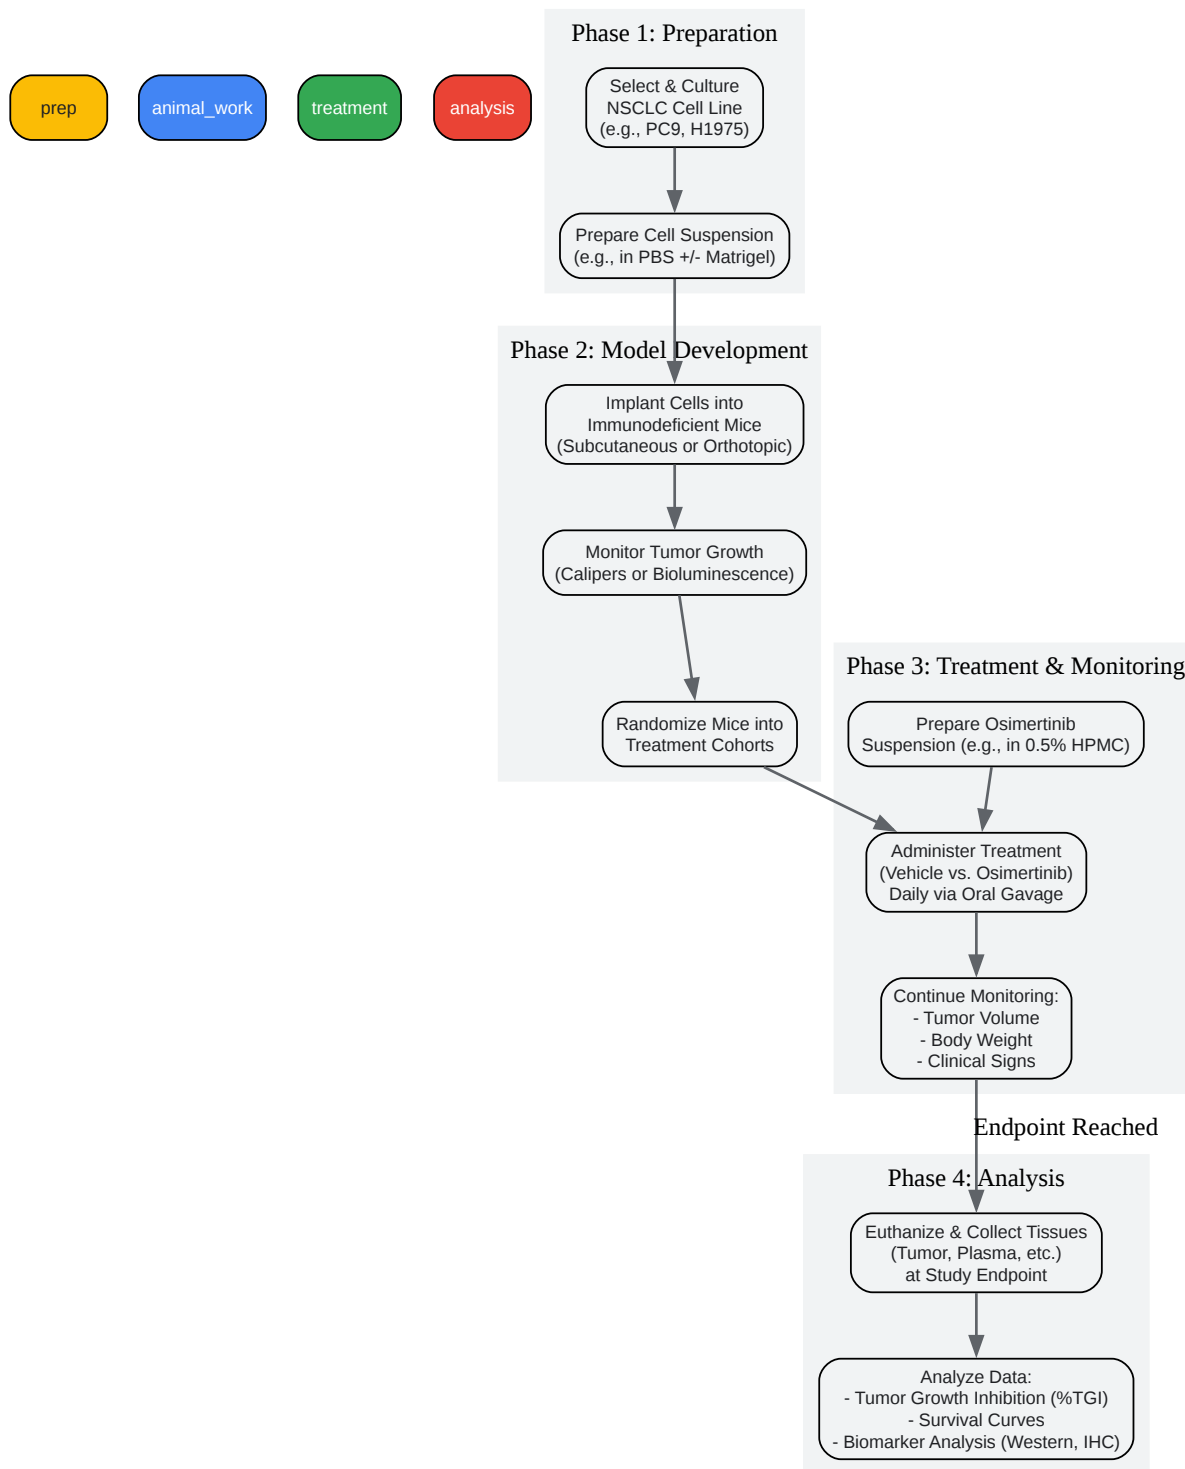 prep
animal_work
treatment
analysis
Phase 1: Preparation
Select & Culture
NSCLC Cell Line
(e.g., PC9, H1975)
Prepare Cell Suspension
(e.g., in PBS +/- Matrigel)
Phase 2: Model Development
Implant Cells into
Immunodeficient Mice
(Subcutaneous or Orthotopic)
Monitor Tumor Growth
(Calipers or Bioluminescence)
Randomize Mice into
Treatment Cohorts
Phase 3: Treatment & Monitoring
Prepare Osimertinib
Suspension (e.g., in 0.5% HPMC)
Administer Treatment
(Vehicle vs. Osimertinib)
Daily via Oral Gavage
Continue Monitoring:
- Tumor Volume
- Body Weight
- Clinical Signs
Endpoint Reached
Phase 4: Analysis
Euthanize & Collect Tissues
(Tumor, Plasma, etc.)
at Study Endpoint
Analyze Data:
- Tumor Growth Inhibition (%TGI)
- Survival Curves
- Biomarker Analysis (Western, IHC)